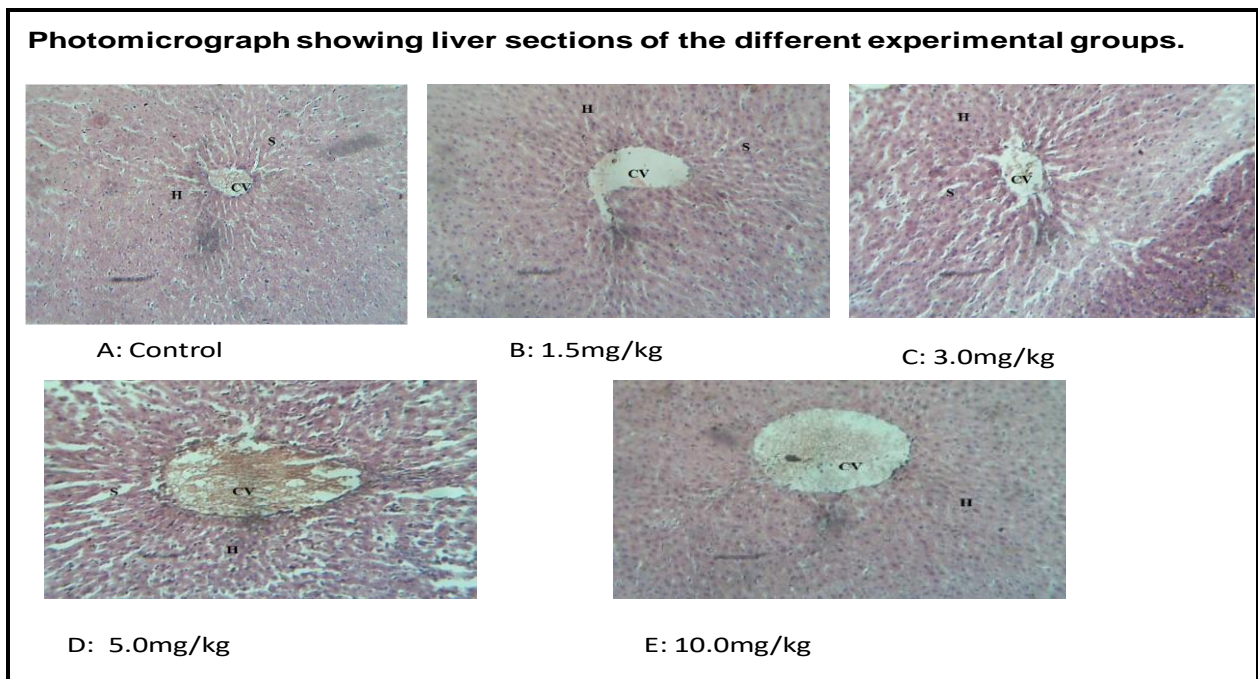 Photomicrograph showing liver sections of the different experimental groups.
S
CV
H
A: Control
H
S
CV
B: 1.5mg/kg
H
S
CV
C: 3.0mg/kg
S
CV
H
D: 5.0mg/kg
CV
H
E: 10.0mg/kg